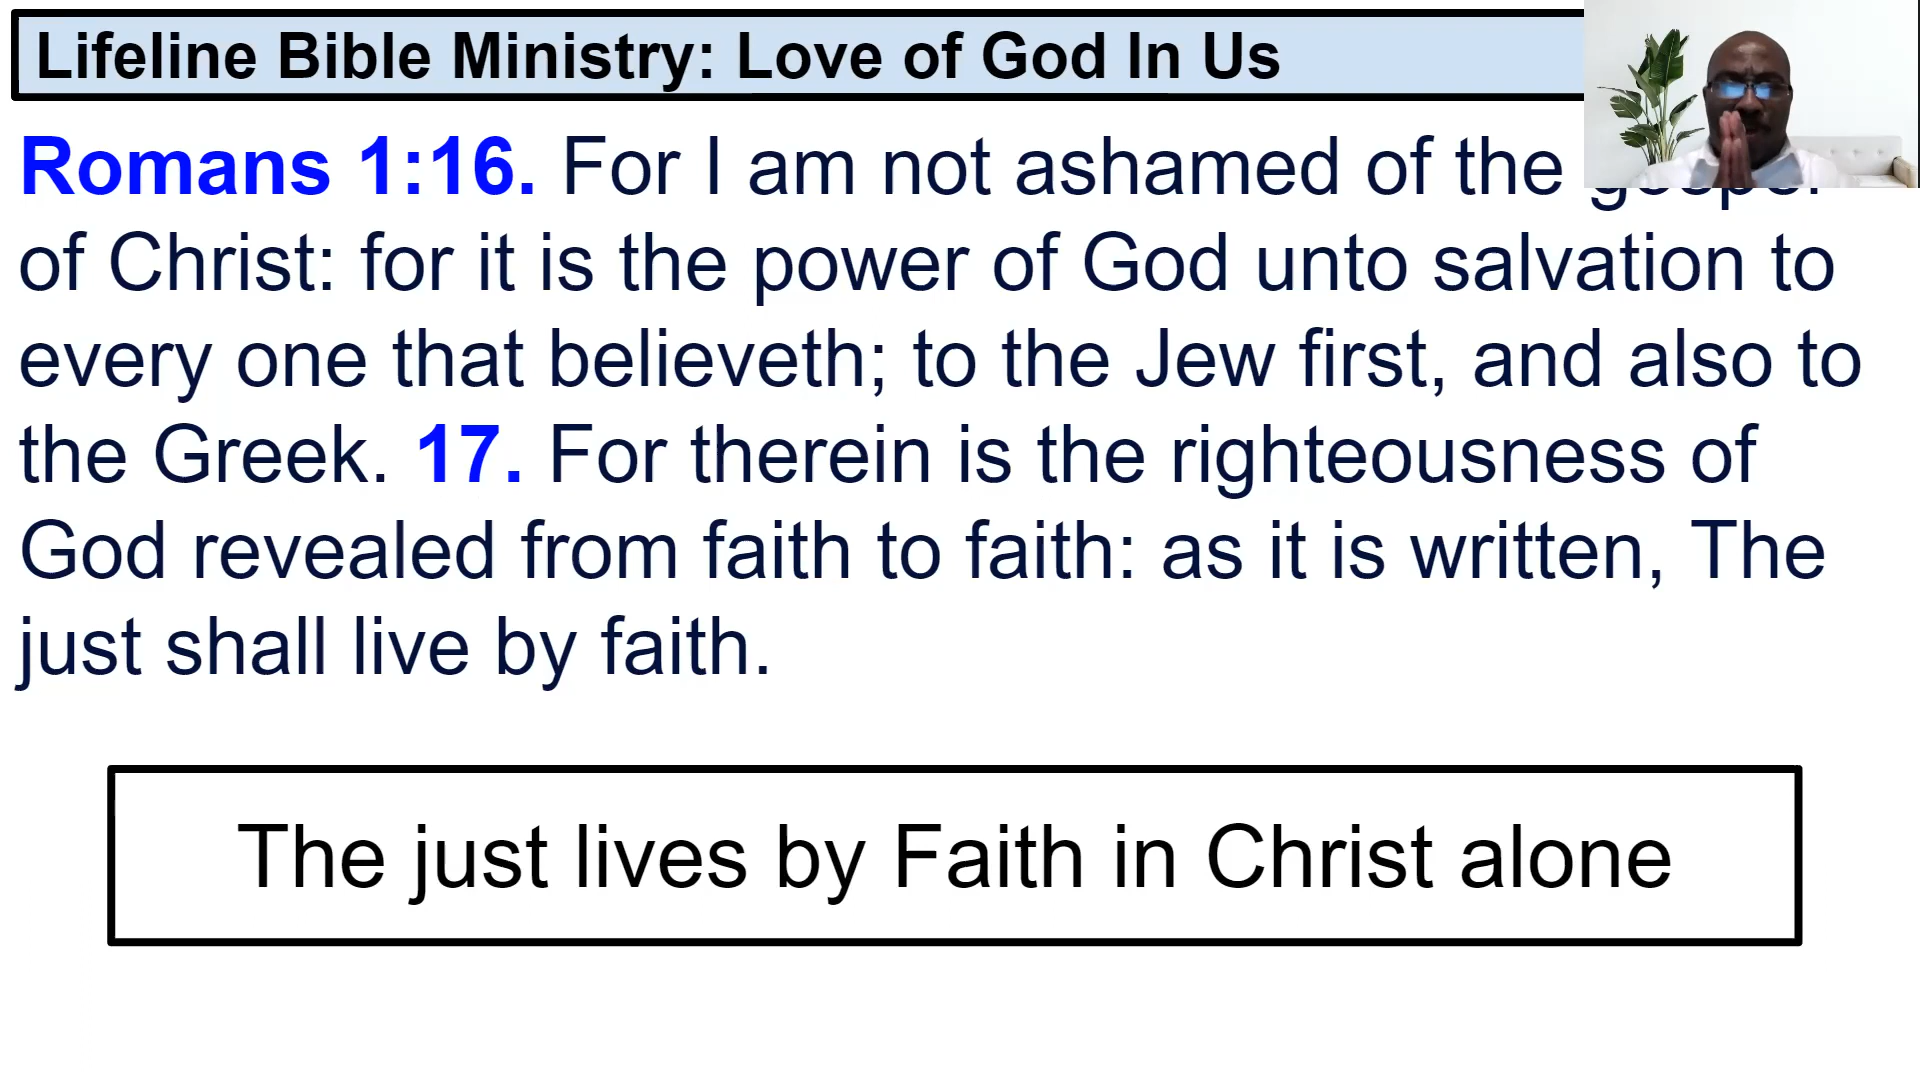 Lifeline Bible Ministry: Love of God In Us
Romans 1:16. For I am not ashamed of the gospel
of Christ: for it is the power of God unto salvation to
every one that believeth; to the Jew first, and also to
the Greek. 17. For therein is the righteousness of
God revealed from faith to faith: as it is written, The
just shall live by faith.
The just lives by Faith in Christ alone